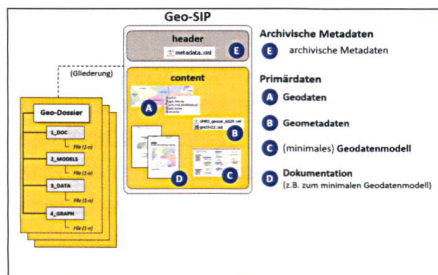 Geo-SIP
header
metadata.xml
E
(Gliederung)
content
A
B
C
D
Geo-Dossier
1_DOC
File (1-n)
2_MODELS
File (1-n)
3_DATA
File (1-n)
4_GRAPH
File (1-n)
Archivische Metadaten
E archivische Metadaten
Primärdaten
A Geodaten
B Geometadaten
C (minimales) Geodatenmodell
D Dokumentation
(z.B. zum minimalen Geodatenmodell)